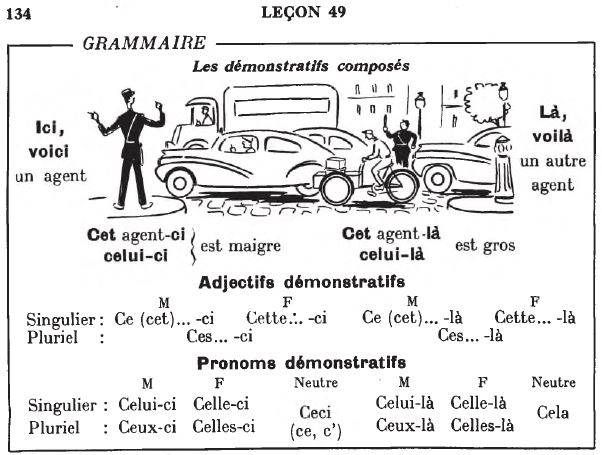 134 LEÇON 49
GRAMMAIRE
Les démonstratifs composés
Ici,
voici
un agent
Là,
voilà
un autre
agent
Cet agent-ci
celui-ci
} est maigre
Cet agent-là
celui-là
est gros
Adjectifs démonstratifs
M F M F
Singulier : Ce (cet)... -ci Cette... -ci Ce (cet)... -là Cette... -là
Pluriel : Ces... -ci Ces... -là
Pronoms démonstratifs
M F Neutre M F Neutre
Singulier : Celui-ci Celle-ci Celui-là Celle-là
Ceci Cela
Pluriel : Ceux-ci Celles-ci (ce, c') Ceux-là Celles-là